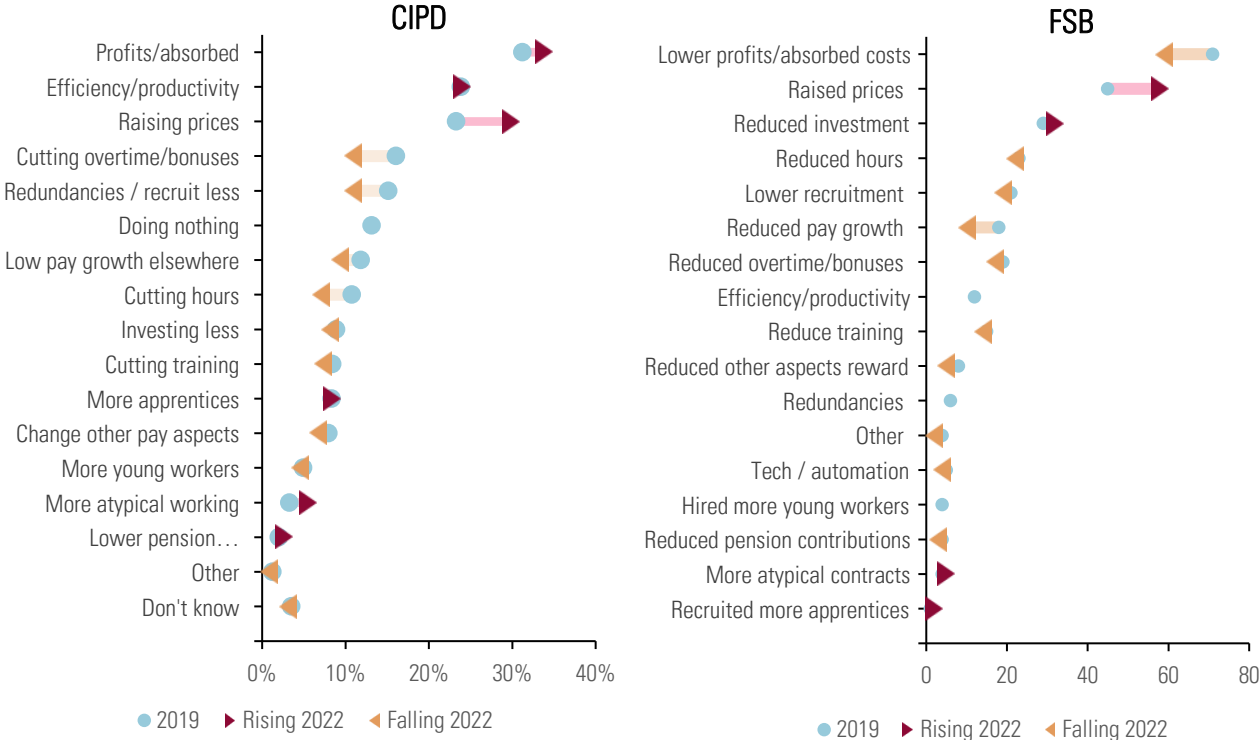 CIPD
Profits/absorbed
Efficiency/productivity
Raising prices
Cutting overtime/bonuses
Redundancies / recruit less
Doing nothing
Low pay growth elsewhere
Cutting hours
Investing less
Cutting training
More apprentices
Change other pay aspects
More young workers
More atypical working
Lower pension…
Other
Don't know
0% 10% 20% 30% 40%
2019 Rising 2022 Falling 2022
FSB
Lower profits/absorbed costs
Raised prices
Reduced investment
Reduced hours
Lower recruitment
Reduced pay growth
Reduced overtime/bonuses
Efficiency/productivity
Reduce training
Reduced other aspects reward
Redundancies
Other
Tech / automation
Hired more young workers
Reduced pension contributions
More atypical contracts
Recruited more apprentices
0 20 40 60 80
2019 Rising 2022 Falling 2022